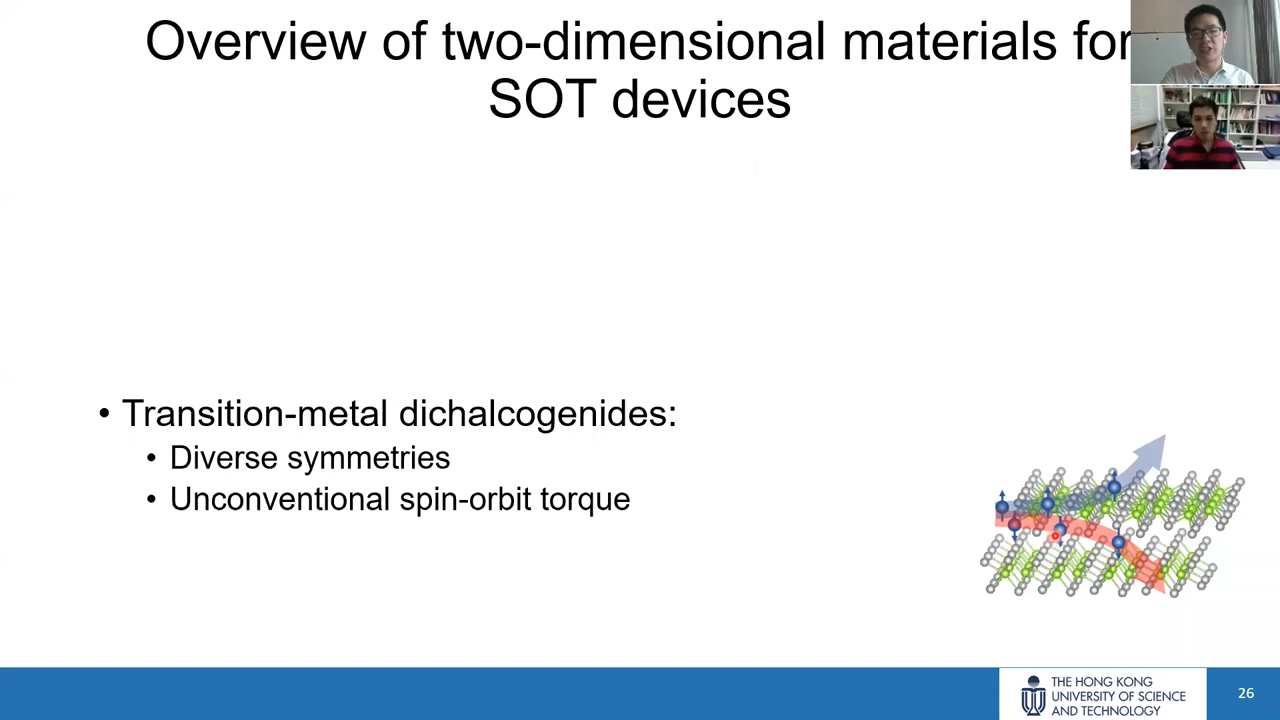 Overview of two-dimensional materials for
SOT devices
• Transition-metal dichalcogenides:
• Diverse symmetries
• Unconventional spin-orbit torque
THE HONG KONG
UNIVERSITY OF SCIENCE
AND TECHNOLOGY
26